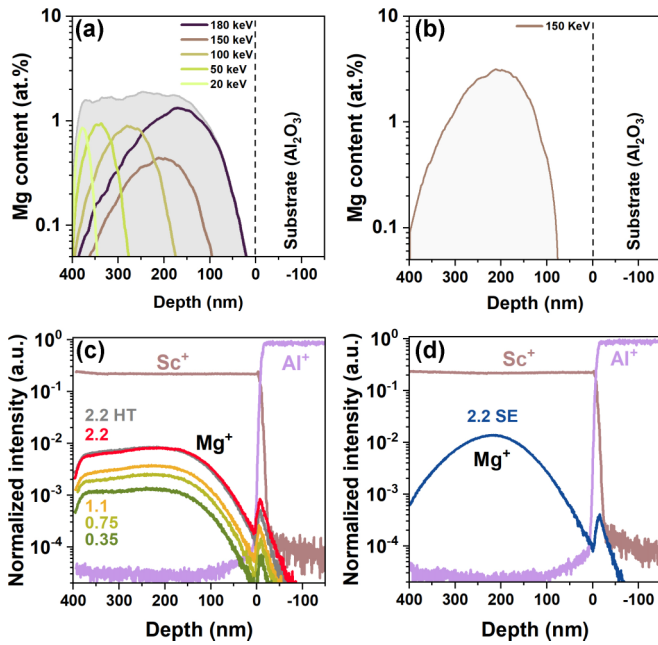 (a)
180 keV
150 keV
100 keV
50 keV
20 keV
Mg content (at.%)
10
1
0.1
400 300 200 100 0 -100
Depth (nm)
Substrate (Al₂O₃)
(b)
150 KeV
Mg content (at.%)
10
1
0.1
400 300 200 100 0 -100
Depth (nm)
Substrate (Al₂O₃)
(c)
Sc⁺
Al⁺
2.2 HT
2.2
Mg⁺
1.1
0.75
0.35
Normalized intensity (a.u.)
10⁰
10⁻¹
10⁻²
10⁻³
10⁻⁴
400 300 200 100 0 -100
Depth (nm)
(d)
Sc⁺
Al⁺
2.2 SE
Mg⁺
Normalized intensity (a.u.)
10⁰
10⁻¹
10⁻²
10⁻³
10⁻⁴
400 300 200 100 0 -100
Depth (nm)